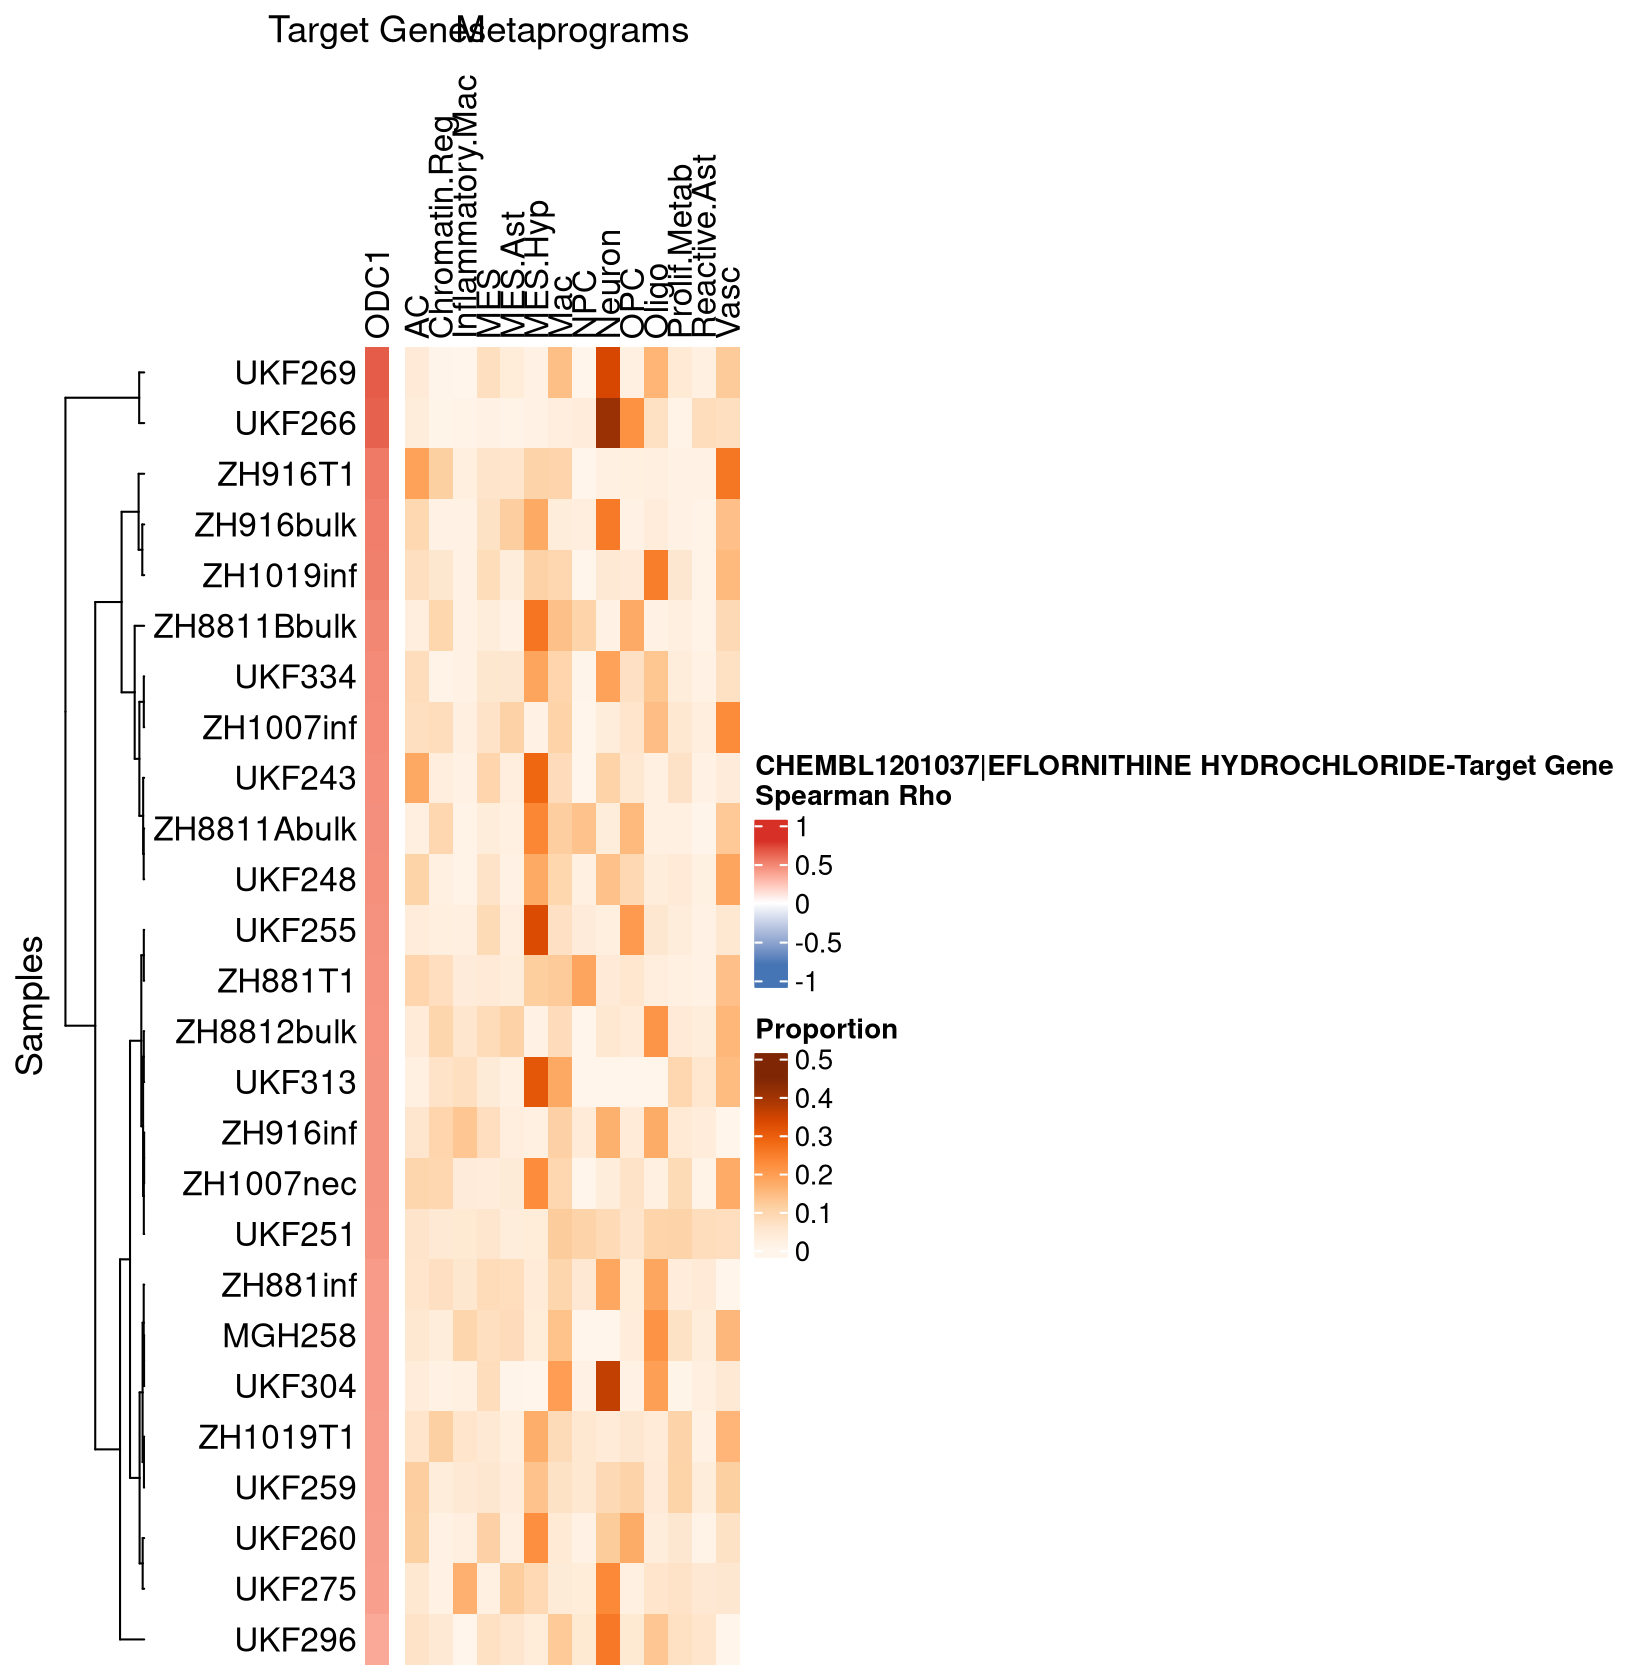 Target Genes
Metaprograms
ODC1
AC
Chromatin.Reg
Inflammatory.Mac
MES
MES.Ast
MES.Hyp
Mac
NPC
Neuron
OPC
Oligo
Prolif.Metab
Reactive.Ast
Vasc
UKF269
UKF266
ZH916T1
ZH916bulk
ZH1019inf
ZH8811Bbulk
UKF334
ZH1007inf
UKF243
ZH8811Abulk
UKF248
UKF255
ZH881T1
ZH8812bulk
UKF313
ZH916inf
ZH1007nec
UKF251
ZH881inf
MGH258
UKF304
ZH1019T1
UKF259
UKF260
UKF275
UKF296
Samples
CHEMBL1201037|EFLORNITHINE HYDROCHLORIDE-Target Gene
Spearman Rho
1
0.5
0
-0.5
-1
Proportion
0.5
0.4
0.3
0.2
0.1
0